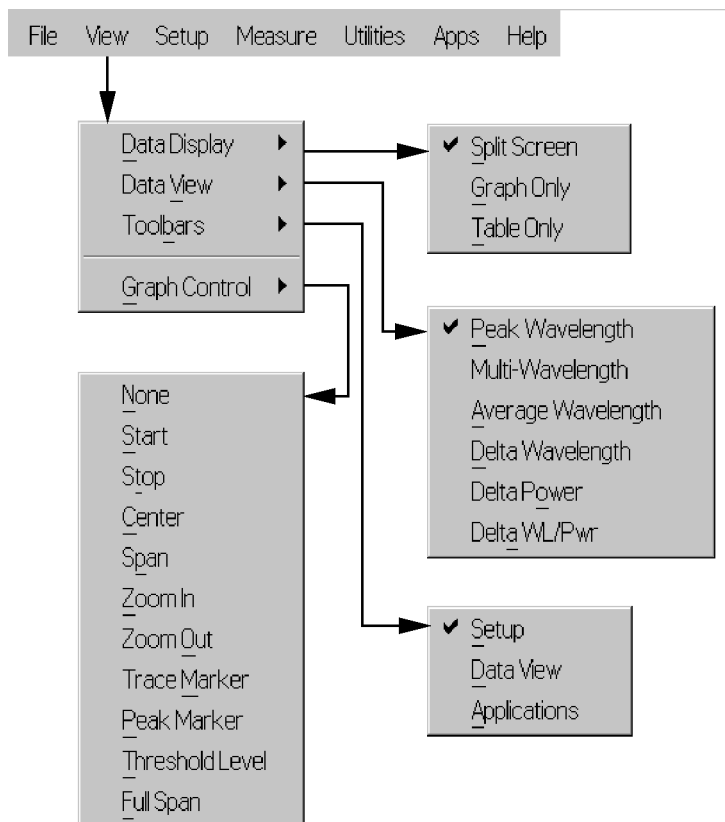 File View Setup Measure Utilities Apps Help
Data Display
Data View
Toolbars
Graph Control
Split Screen
Graph Only
Table Only
Peak Wavelength
Multi-Wavelength
Average Wavelength
Delta Wavelength
Delta Power
Delta WL/Pwr
None
Start
Stop
Center
Span
Zoom In
Zoom Out
Trace Marker
Peak Marker
Threshold Level
Full Span
Setup
Data View
Applications